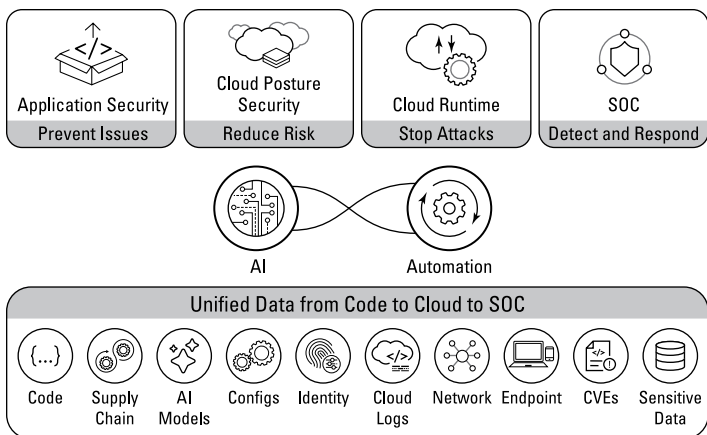 Application Security
Prevent Issues
Cloud Posture
Security
Reduce Risk
Cloud Runtime
Stop Attacks
SOC
Detect and Respond
AI
Automation
Unified Data from Code to Cloud to SOC
{...}
Code
Supply
Chain
AI
Models
Configs
Identity
Cloud
Logs
Network
Endpoint
CVEs
Sensitive
Data